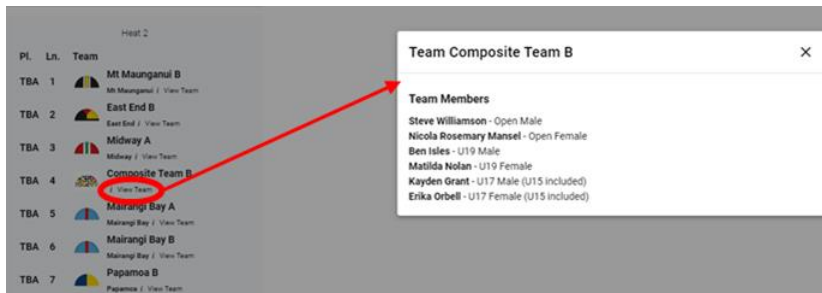 Heat 2
Pl. Ln. Team
TBA 1 Mt Maunganui B
Mt Maunganui / View Team
TBA 2 East End B
East End / View Team
TBA 3 Midway A
Midway / View Team
TBA 4 Composite Team B
/ View Team
TBA 5 Mairangi Bay A
Mairangi Bay / View Team
TBA 6 Mairangi Bay B
Mairangi Bay / View Team
TBA 7 Papamoa B
Papamoa / View Team
Team Composite Team B
Team Members
Steve Williamson - Open Male
Nicola Rosemary Mansel - Open Female
Ben Isles - U19 Male
Matilda Nolan - U19 Female
Kayden Grant - U17 Male (U15 included)
Erika Orbell - U17 Female (U15 included)